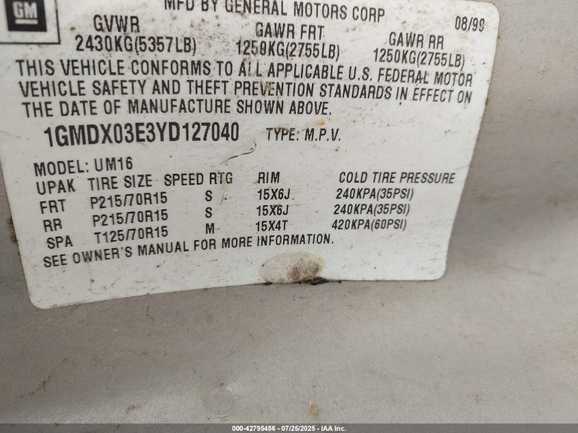 GM
MFD BY GENERAL MOTORS CORP 08/99
GVWR GAWR FRT GAWR RR
2430KG(5357LB) 1250KG(2755LB) 1250KG(2755LB)
THIS VEHICLE CONFORMS TO ALL APPLICABLE U.S. FEDERAL MOTOR
VEHICLE SAFETY AND THEFT PREVENTION STANDARDS IN EFFECT ON
THE DATE OF MANUFACTURE SHOWN ABOVE.
1GMDX03E3YD127040 TYPE: M.P.V.
MODEL: UM16
UPAK TIRE SIZE SPEED RTG RIM COLD TIRE PRESSURE
FRT P215/70R15 S 15X6J 240KPA(35PSI)
RR P215/70R15 S 15X6J 240KPA(35PSI)
SPA T125/70R15 M 15X4T 420KPA(60PSI)
SEE OWNER'S MANUAL FOR MORE INFORMATION.
000-42795456 - 07/25/2025 - IAA Inc.